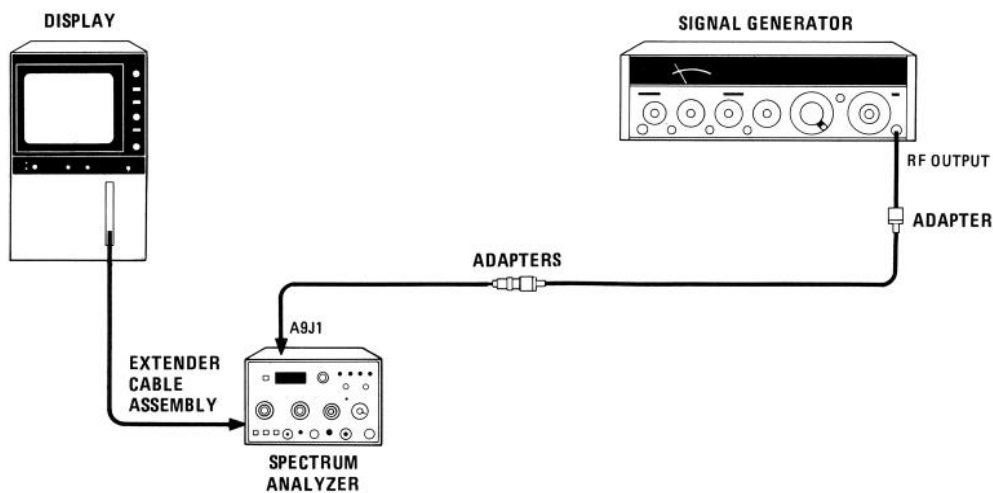 DISPLAY
SIGNAL GENERATOR
RF OUTPUT
ADAPTER
ADAPTERS
A9J1
EXTENDER
CABLE
ASSEMBLY
SPECTRUM
ANALYZER